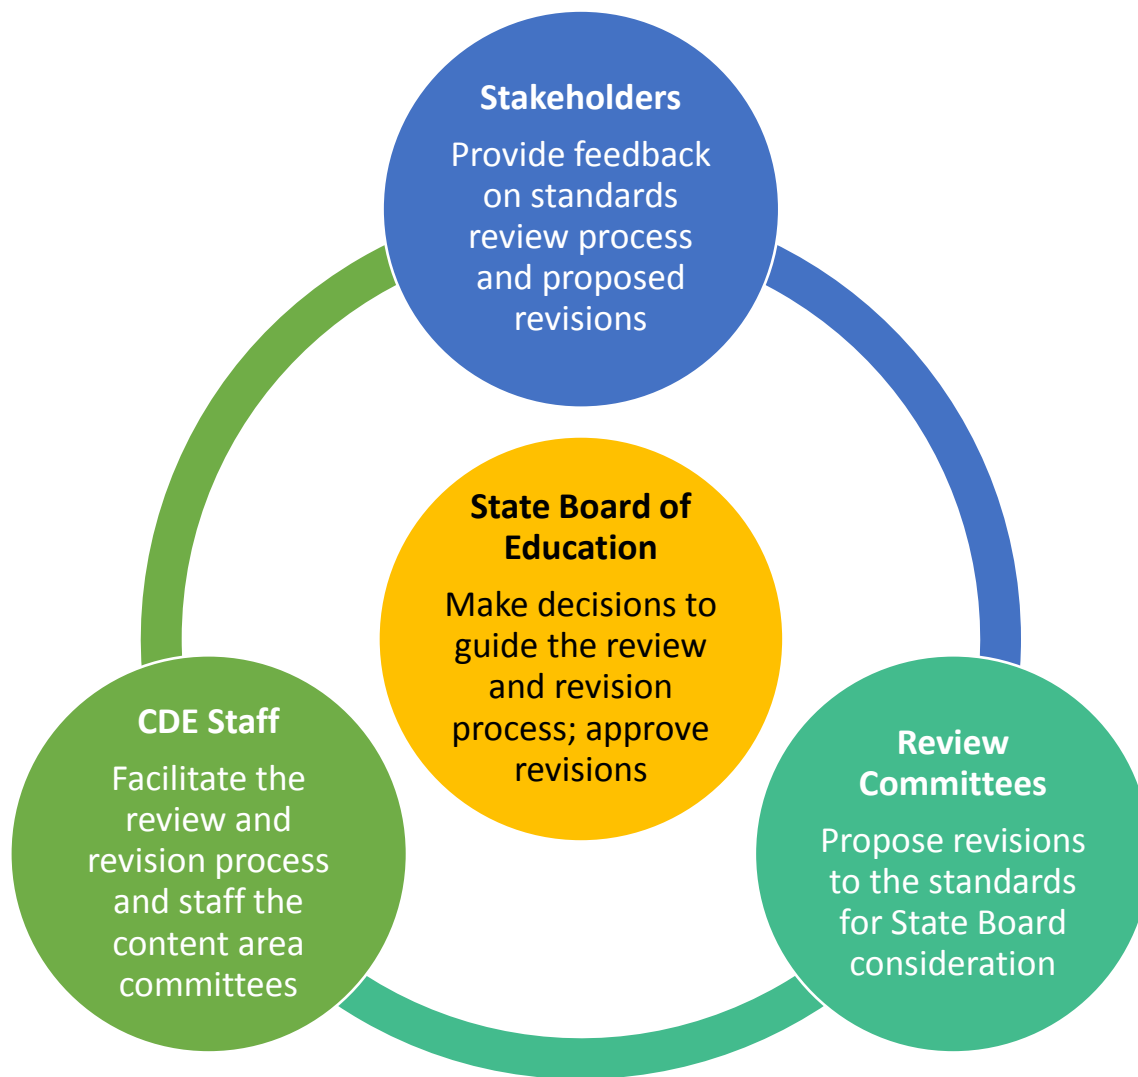 Stakeholders
Provide feedback
on standards
review process
and proposed
revisions
State Board of
Education
Make decisions to
guide the review
and revision
process; approve
revisions
CDE Staff
Facilitate the
review and
revision process
and staff the
content area
committees
Review
Committees
Propose revisions
to the standards
for State Board
consideration